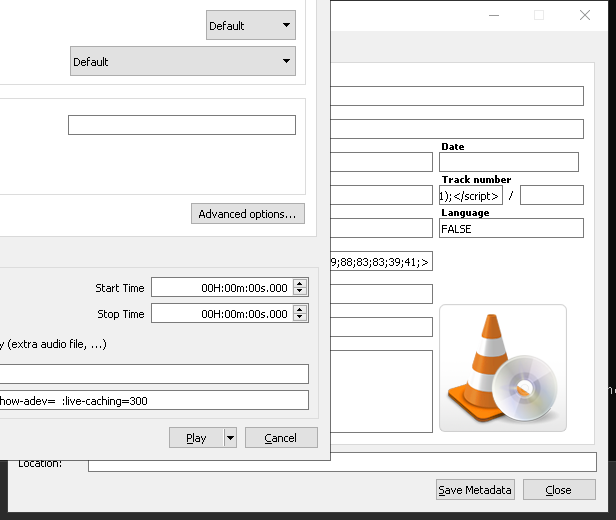 Default
Default
Date
Track number
1);</script> /
Advanced options...
Language
FALSE
9;88;83;83;39;41;>
Start Time 00H:00m:00s.000
Stop Time 00H:00m:00s.000
y (extra audio file, ...)
how-adev= :live-caching=300
Play
Cancel
Location:
Save Metadata
Close